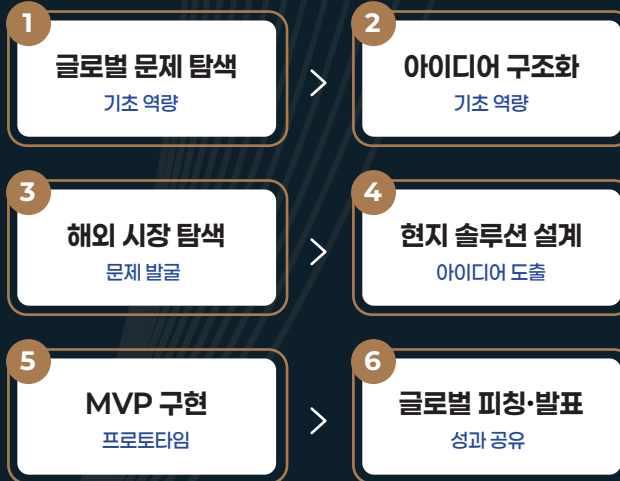 1
글로벌 문제 탐색
기초 역량
>
2
아이디어 구조화
기초 역량
3
해외 시장 탐색
문제 발굴
>
4
현지 솔루션 설계
아이디어 도출
5
MVP 구현
프로토타임
>
6
글로벌 피칭·발표
성과 공유